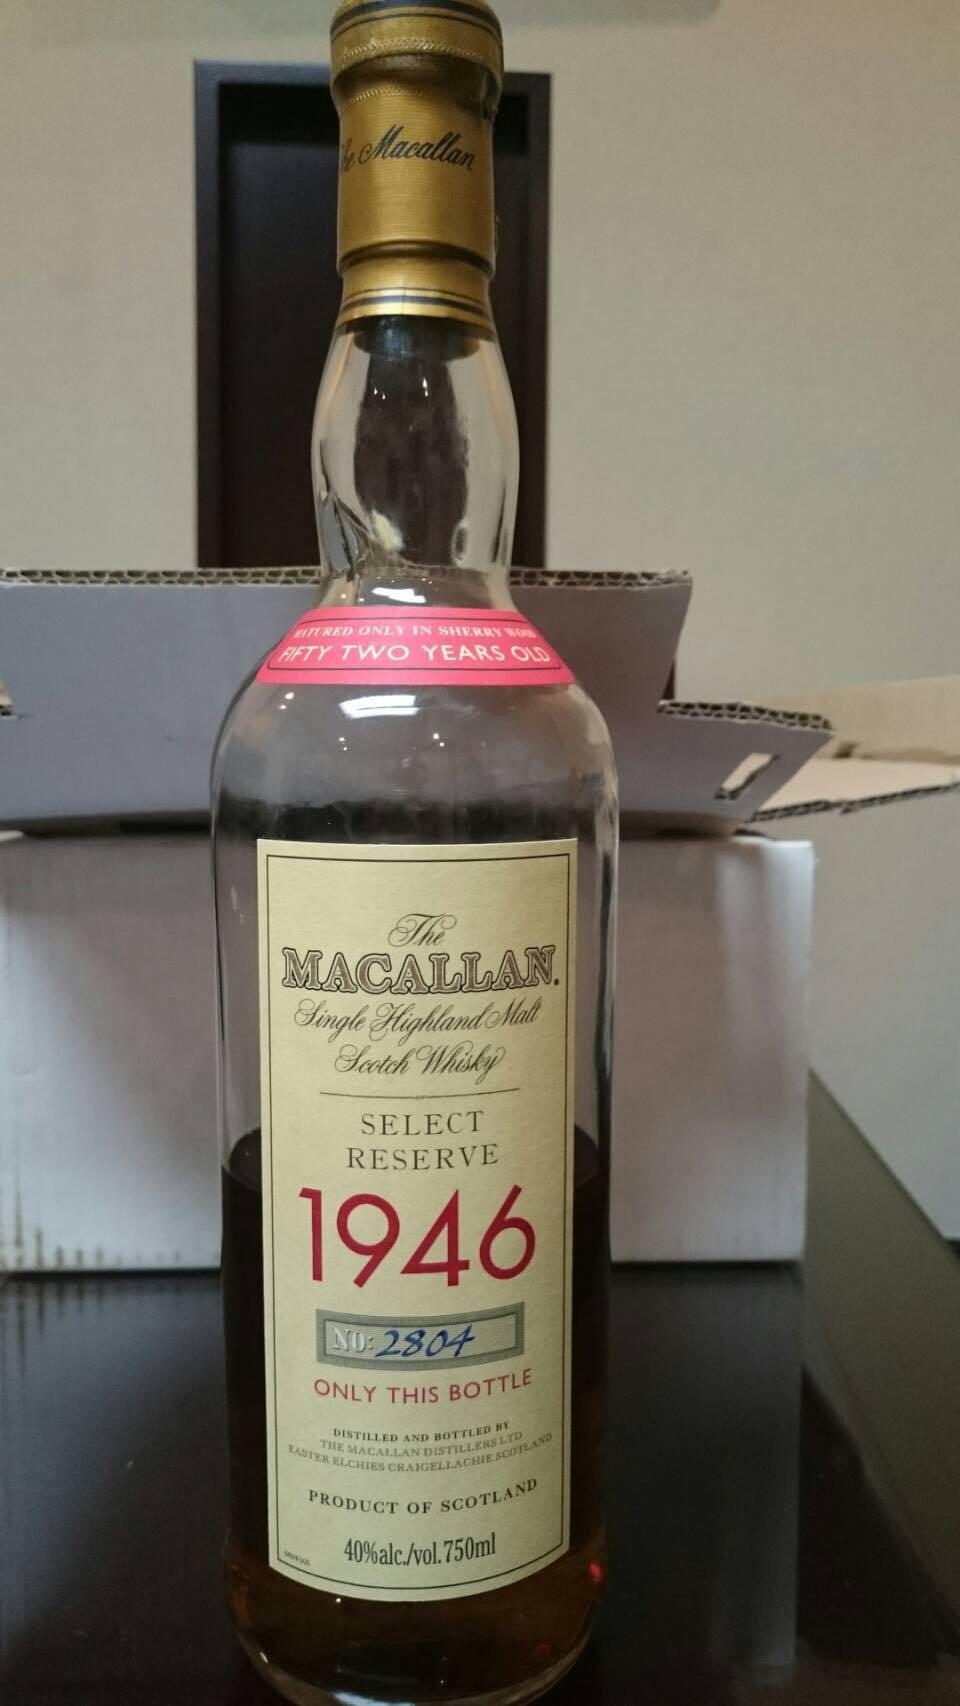 The Macallan
MATURED ONLY IN SHERRY WOOD
FIFTY TWO YEARS OLD
The
MACALLAN.
Single Highland Malt
Scotch Whisky
SELECT
RESERVE
1946
NO: 2804
ONLY THIS BOTTLE
DISTILLED AND BOTTLED BY
THE MACALLAN DISTILLERS LTD
EASTER ELCHIES CRAIGELLACHIE SCOTLAND
PRODUCT OF SCOTLAND
40%alc./vol. 750ml